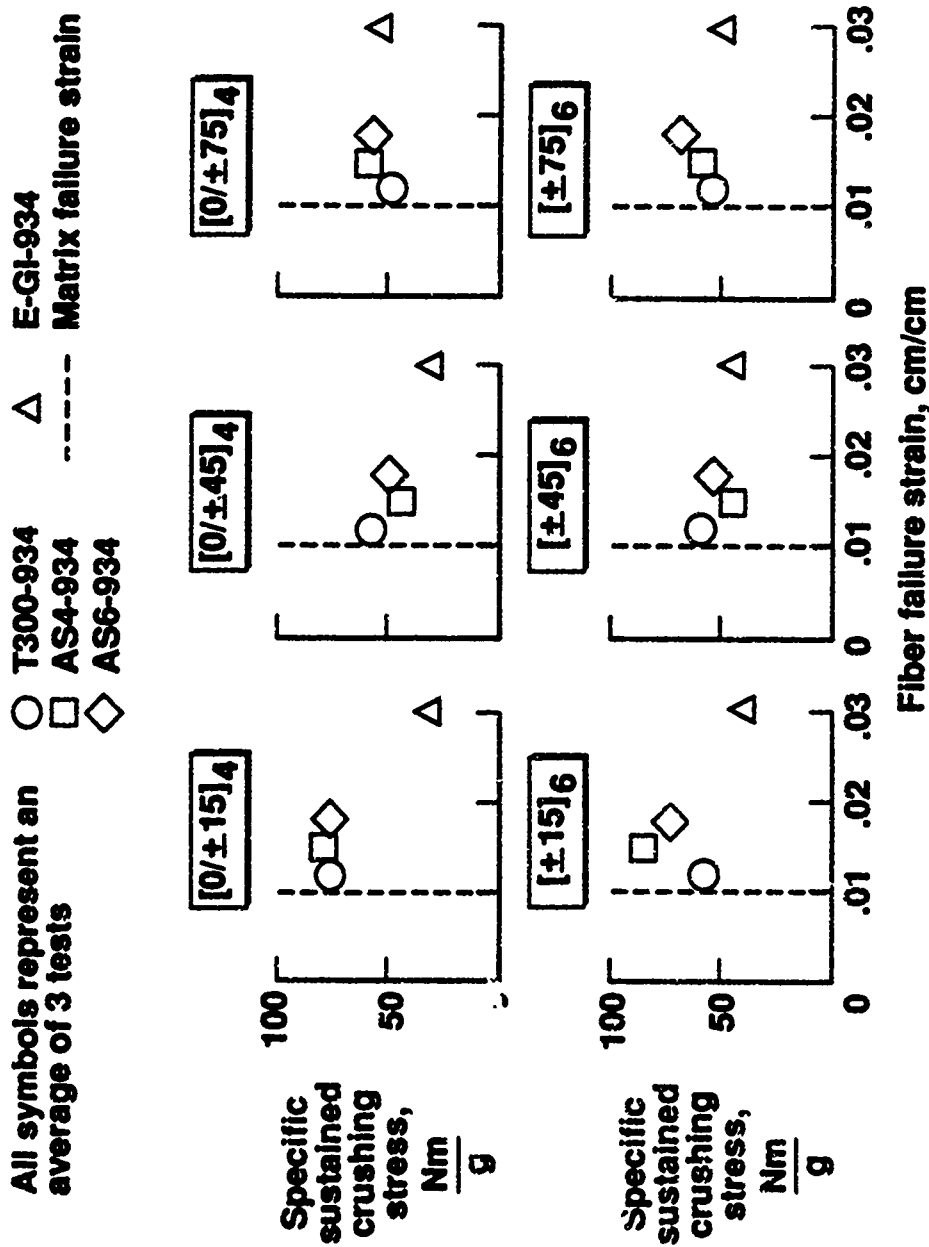 All symbols represent an
average of 3 tests
T300-934
AS4-934
AS6-934
E-Gl-934
Matrix failure strain
Specific
sustained
crushing
stress,
Nm
g
100
50
[0/±15]4
[0/±45]4
[0/±75]4
Specific
sustained
crushing
stress,
Nm
g
100
50
[±15]6
[±45]6
[±75]6
0 .01 .02 .03
0 .01 .02 .03
0 .01 .02 .03
Fiber failure strain, cm/cm